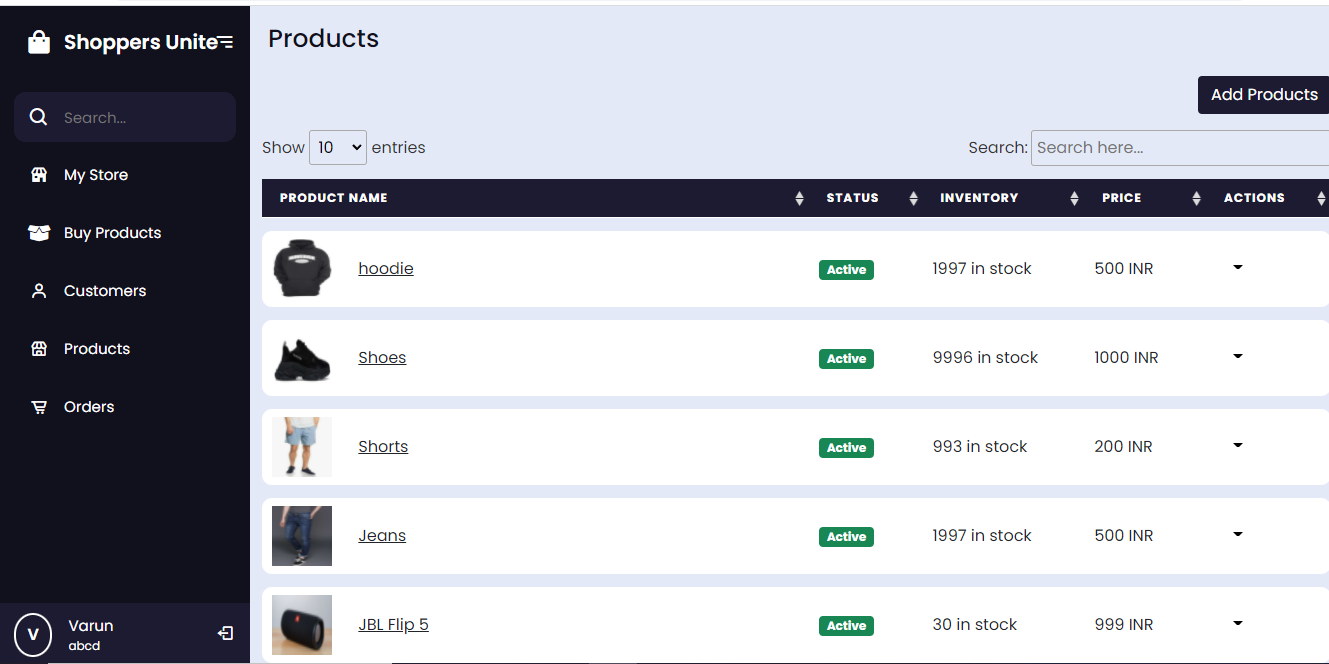 Shoppers Unite
Search...
My Store
Buy Products
Customers
Products
Orders
V
Varun
abcd
Products
Add Products
Show 10 entries
Search: Search here...
PRODUCT NAME STATUS INVENTORY PRICE ACTIONS
hoodie Active 1997 in stock 500 INR
Shoes Active 9996 in stock 1000 INR
Shorts Active 993 in stock 200 INR
Jeans Active 1997 in stock 500 INR
JBL Flip 5 Active 30 in stock 999 INR